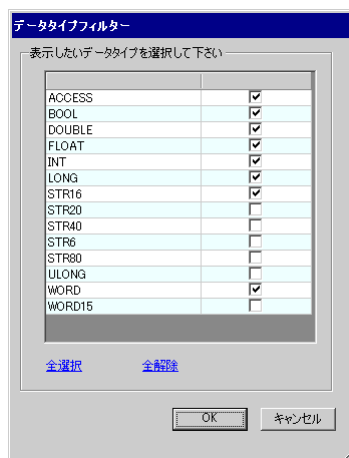 データタイプフィルター
表示したいデータタイプを選択して下さい
ACCESS
BOOL
DOUBLE
FLOAT
INT
LONG
STR16
STR20
STR40
STR6
STR80
ULONG
WORD
WORD15
全選択 全解除
OK キャンセル